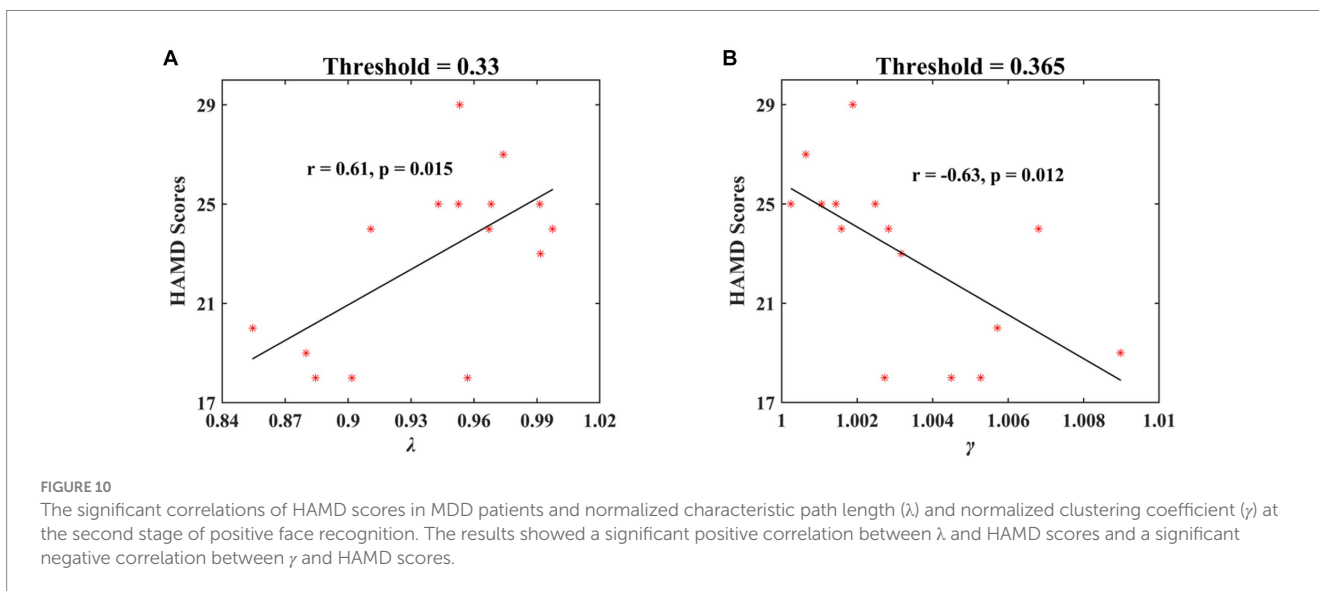 A
Threshold = 0.33
HAMD Scores
29
25
21
17
r = 0.61, p = 0.015
0.84 0.87 0.9 0.93 0.96 0.99 1.02
λ
B
Threshold = 0.365
HAMD Scores
29
25
21
17
r = -0.63, p = 0.012
1 1.002 1.004 1.006 1.008 1.01
γ
FIGURE 10
The significant correlations of HAMD scores in MDD patients and normalized characteristic path length (λ) and normalized clustering coefficient (γ) at
the second stage of positive face recognition. The results showed a significant positive correlation between λ and HAMD scores and a significant
negative correlation between γ and HAMD scores.